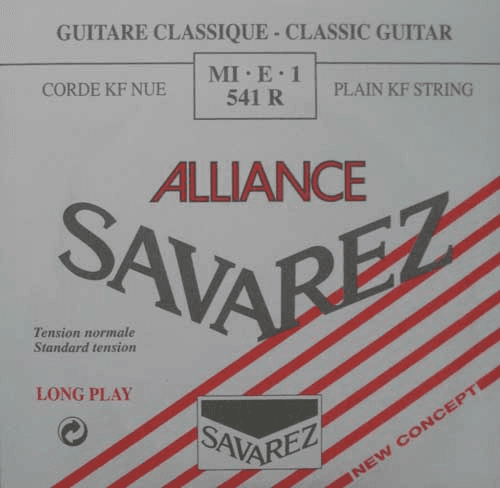 GUITARE CLASSIQUE - CLASSIC GUITAR
MI · E · 1
541 R
CORDE KF NUE
PLAIN KF STRING
ALLIANCE
SAVAREZ
Tension normale
Standard tension
LONG PLAY
SAVAREZ
NEW CONCEPT